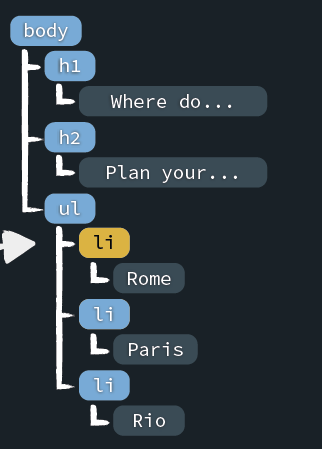 body
h1
Where do...
h2
Plan your...
ul
li
Rome
li
Paris
li
Rio